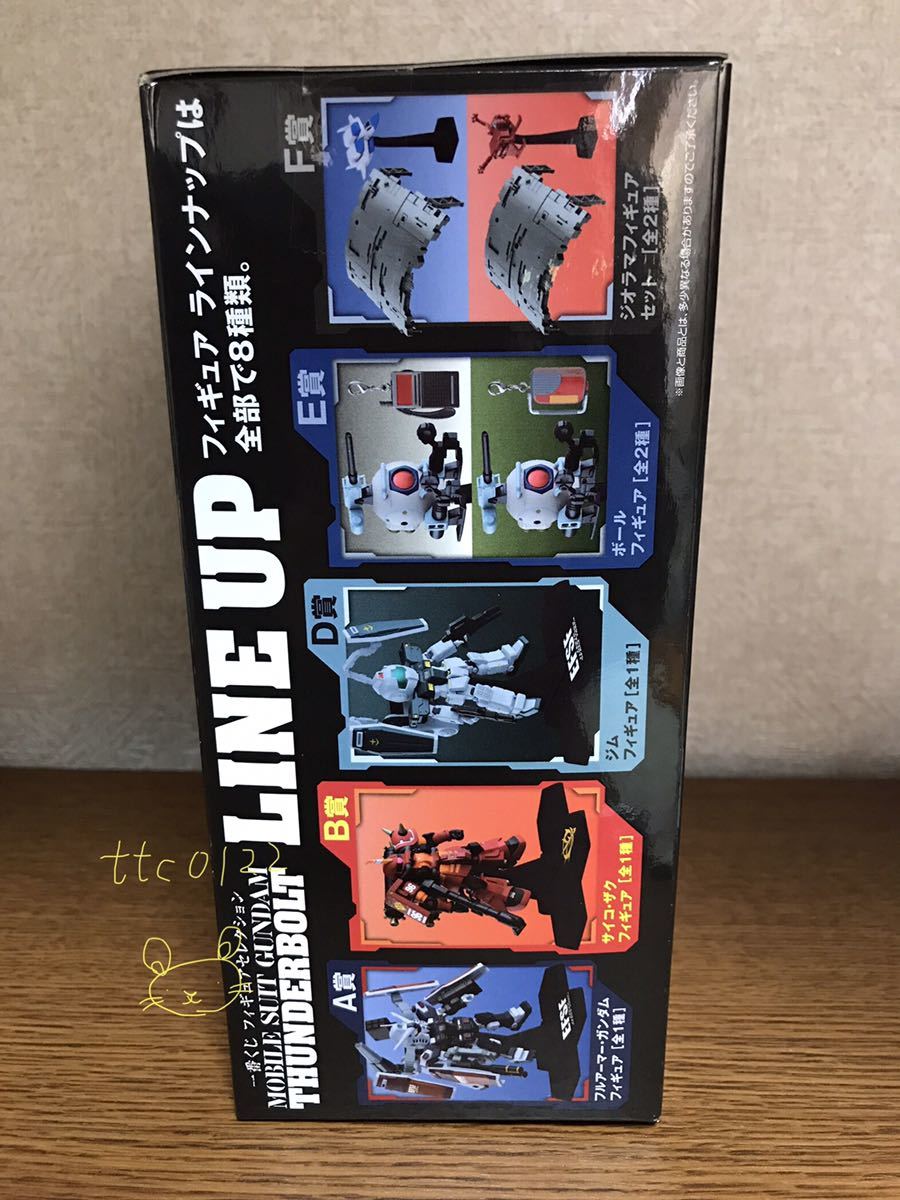 一番くじ フィギュアセレクション
MOBILE SUIT GUNDAM
THUNDERBOLT
LINE UP
フィギュア ラインナップは
全部で8種類。
A賞
フルアーマー・ガンダム
フィギュア［全1種］
B賞
サイコ・ザク
フィギュア［全1種］
D賞
ジム
フィギュア［全1種］
E賞
ボール
フィギュア［全2種］
F賞
ジオラマフィギュア
セット［全2種］
※画像と商品とは、多少異なる場合がありますのでご了承ください。
ttc0122